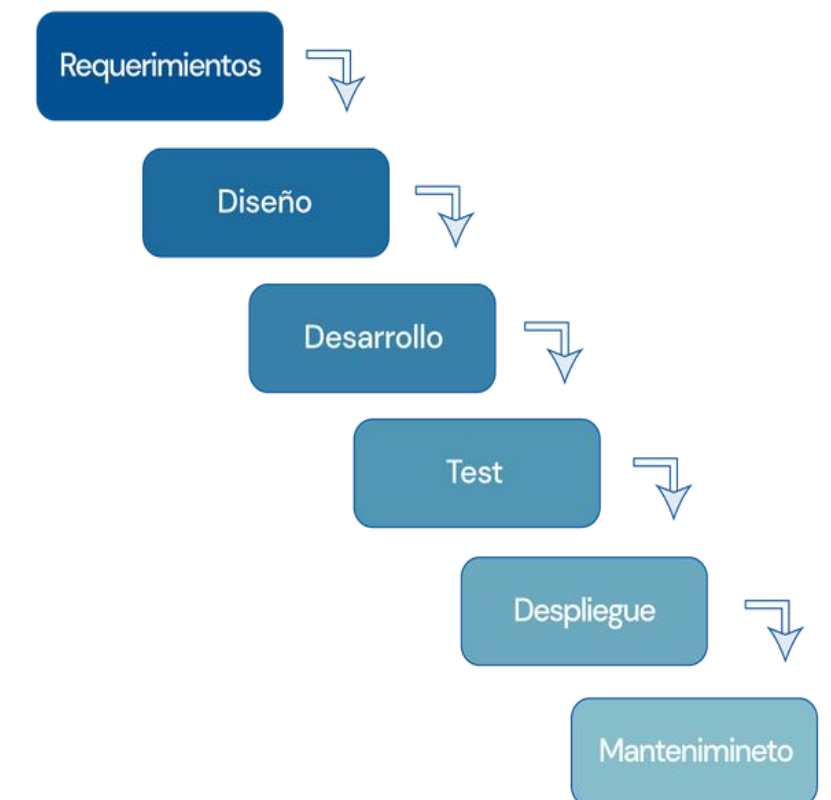 Requerimientos
Diseño
Desarrollo
Test
Despliegue
Mantenimineto